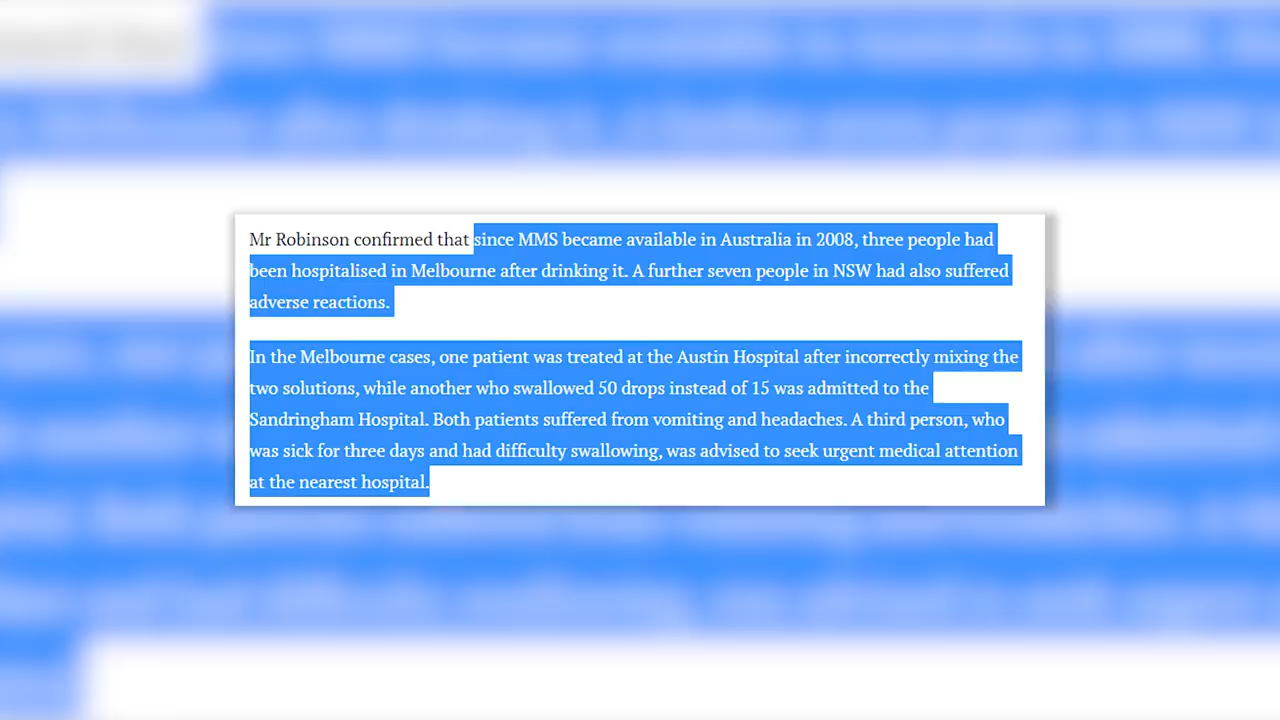 Mr Robinson confirmed that since MMS became available in Australia in 2008, three people had
been hospitalised in Melbourne after drinking it. A further seven people in NSW had also suffered
adverse reactions.
In the Melbourne cases, one patient was treated at the Austin Hospital after incorrectly mixing the
two solutions, while another who swallowed 50 drops instead of 15 was admitted to the
Sandringham Hospital. Both patients suffered from vomiting and headaches. A third person, who
was sick for three days and had difficulty swallowing, was advised to seek urgent medical attention
at the nearest hospital.